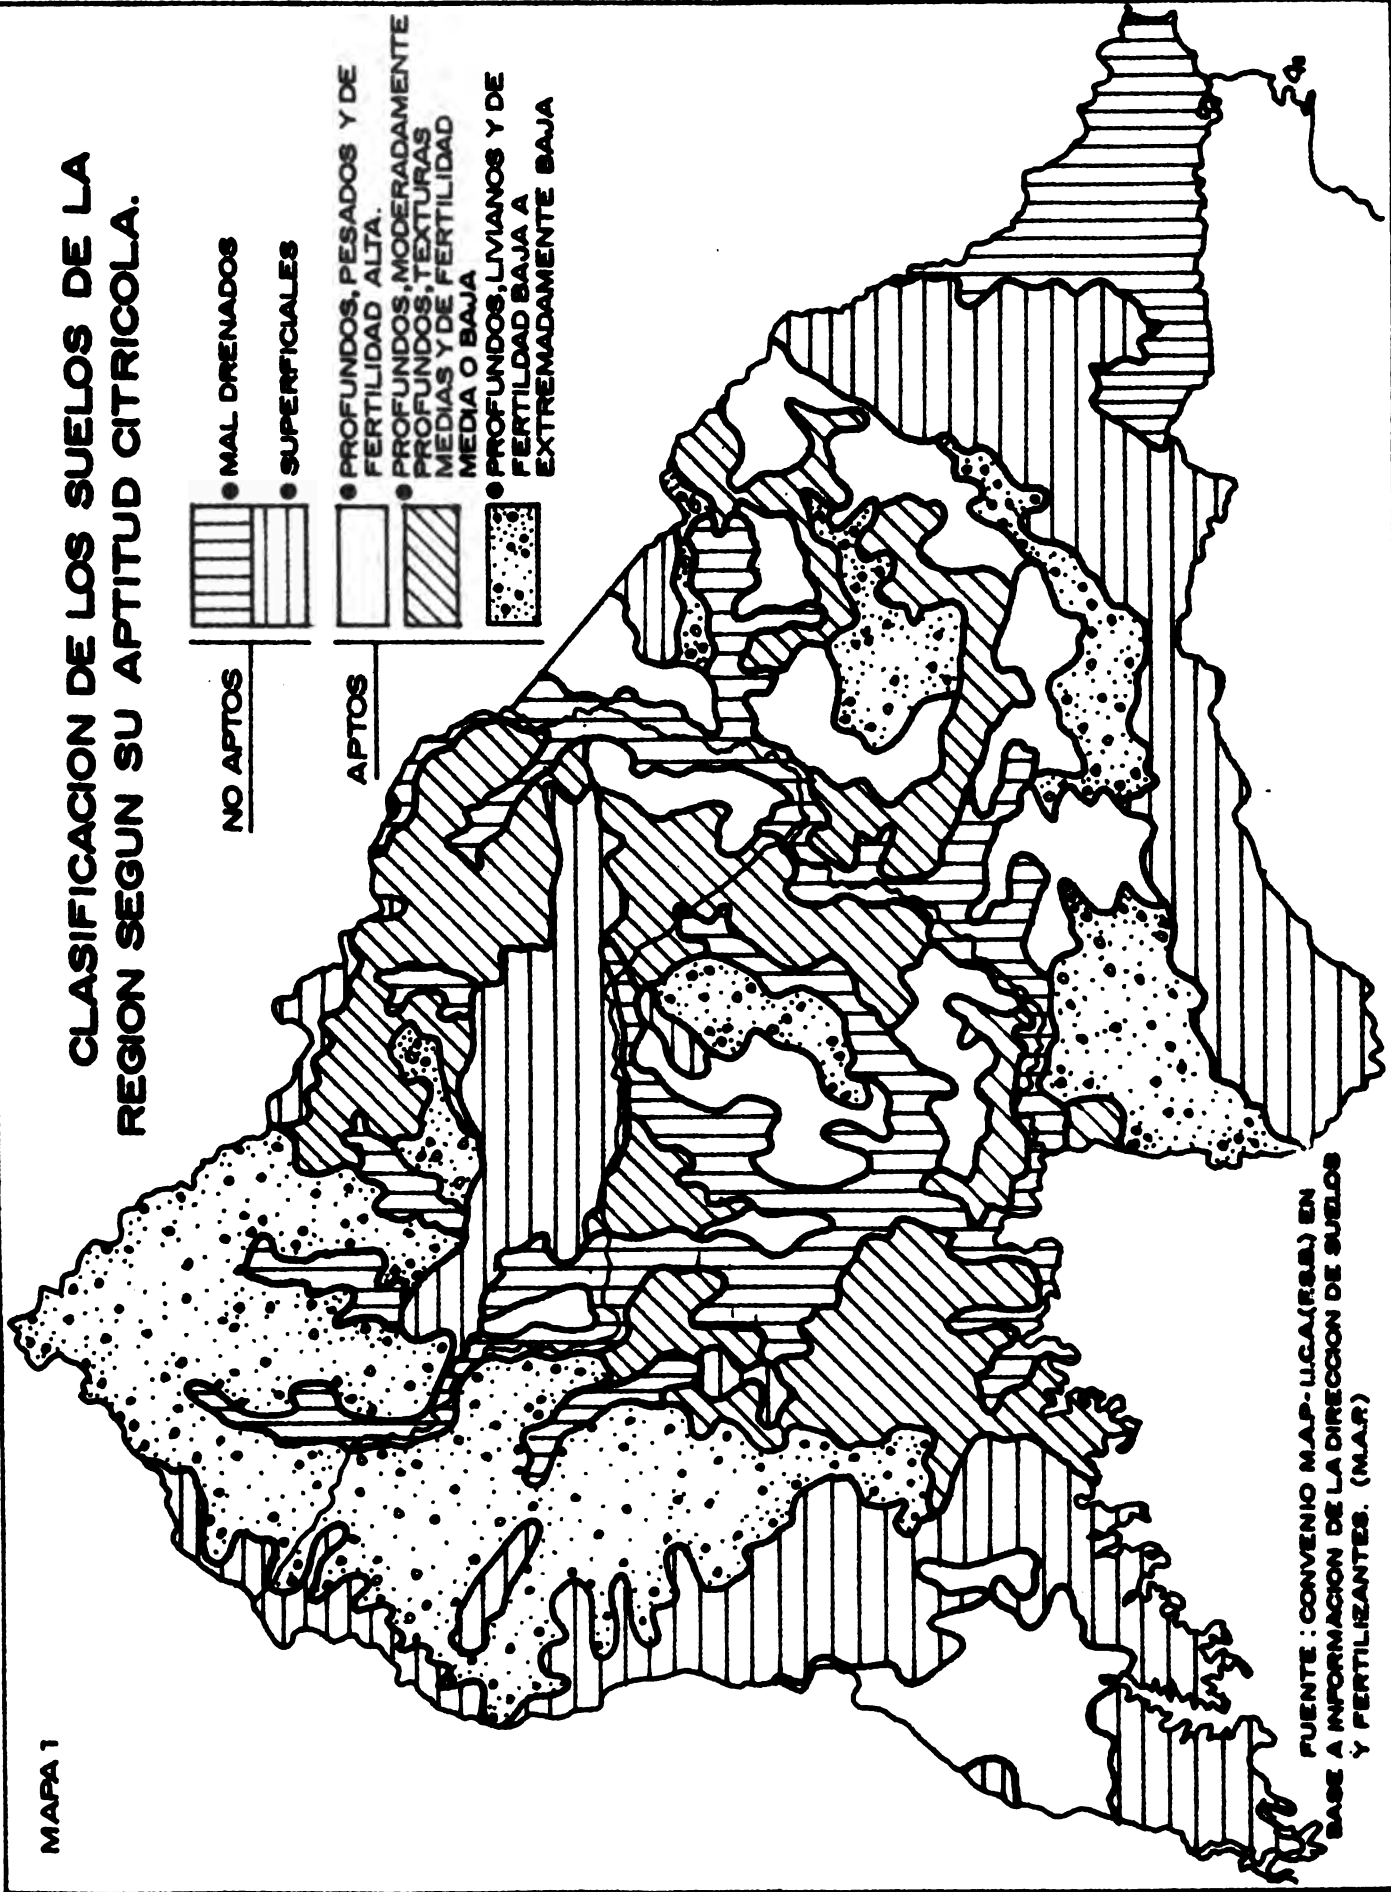 MAPA 1
CLASIFICACION DE LOS SUELOS DE LA
REGION SEGUN SU APTITUD CITRICOLA.
NO APTOS
● MAL DRENADOS
● SUPERFICIALES
APTOS
● PROFUNDOS, PESADOS Y DE
FERTILIDAD ALTA.
● PROFUNDOS, MODERADAMENTE
PROFUNDOS, TEXTURAS
MEDIAS Y DE FERTILIDAD
MEDIA O BAJA
● PROFUNDOS, LIVIANOS Y DE
FERTILDAD BAJA A
EXTREMADAMENTE BAJA
FUENTE : CONVENIO M.A.P - I.I.C.A. (F.S.B.) EN
BASE A INFORMACION DE LA DIRECCION DE SUELOS
Y FERTILIZANTES. (M.A.P.)